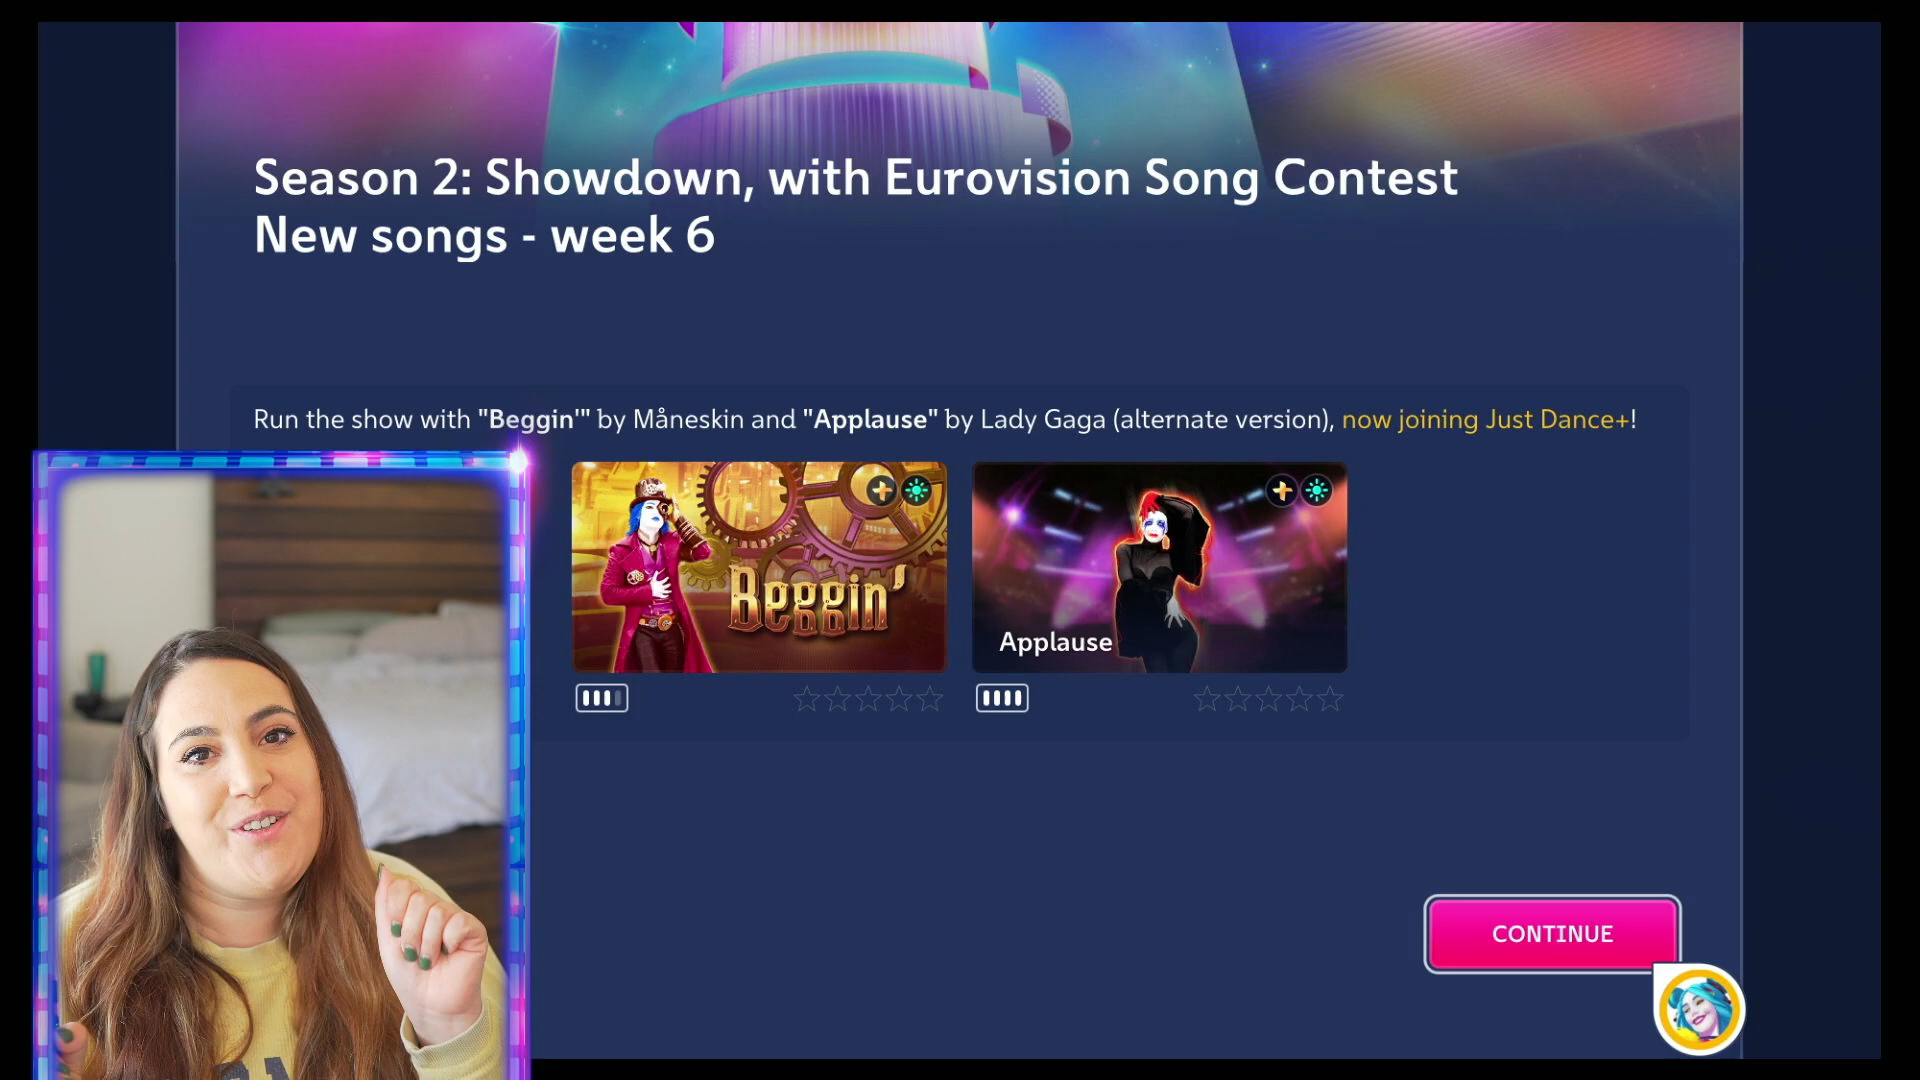 Season 2: Showdown, with Eurovision Song Contest
New songs - week 6
Run the show with "Beggin'" by Måneskin and "Applause" by Lady Gaga (alternate version), now joining Just Dance+!
Beggin'
Applause
CONTINUE